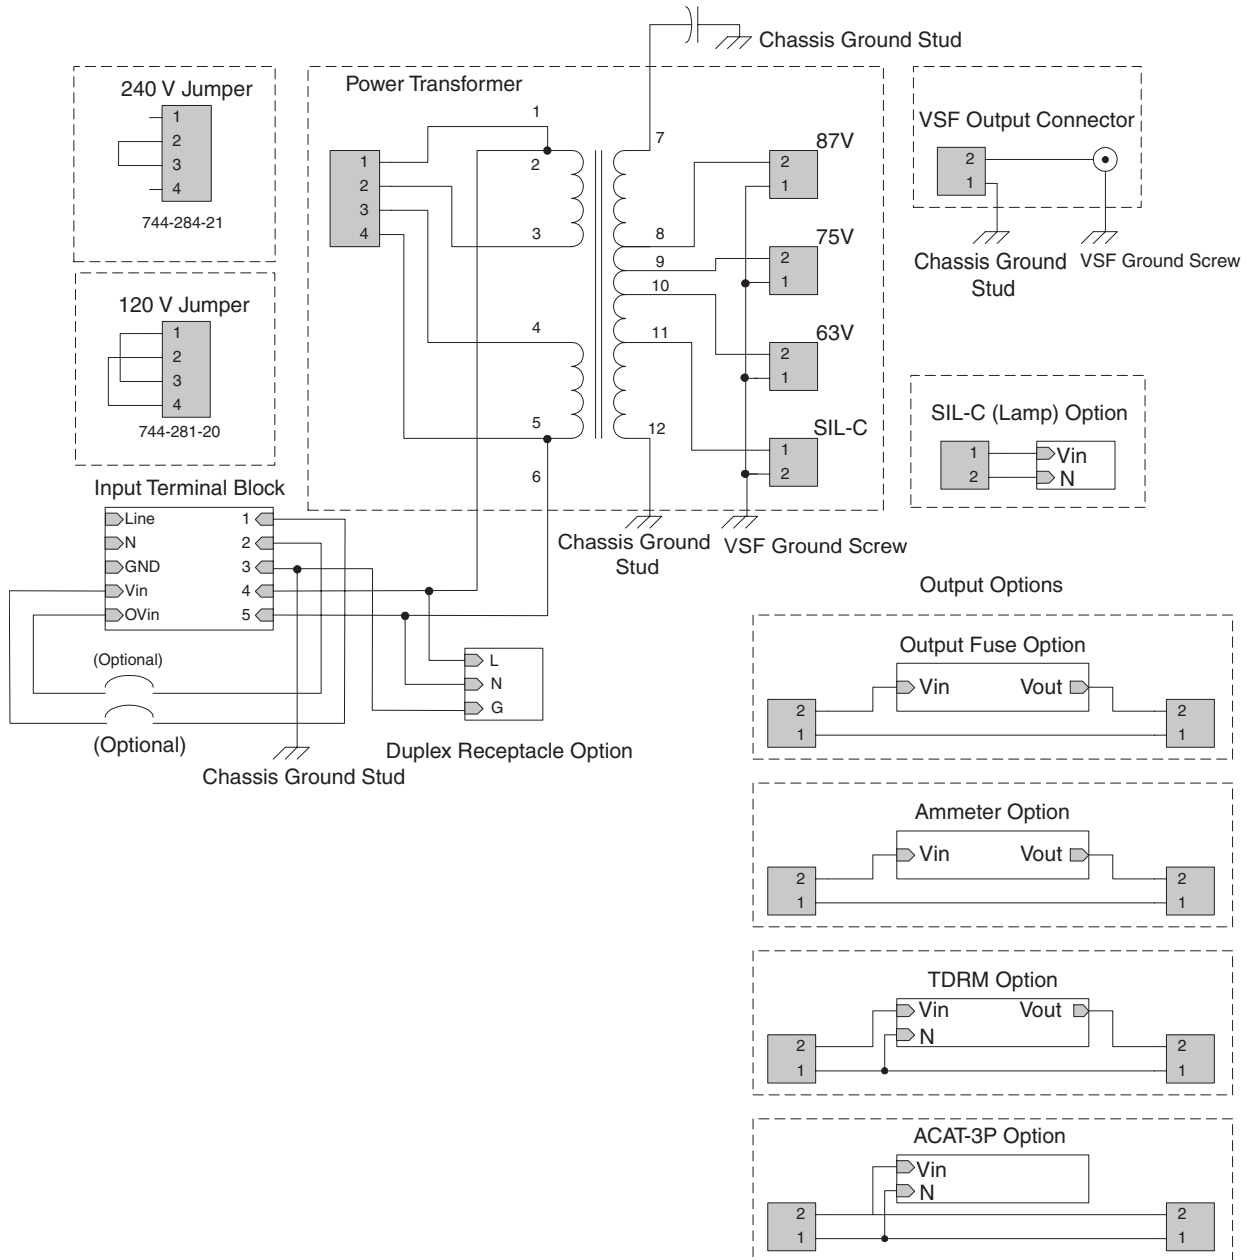 Chassis Ground Stud
240 V Jumper
1
2
3
4
744-284-21
120 V Jumper
1
2
3
4
744-281-20
Power Transformer
1
2
3
4
1
2
3
4
5
6
7
8
9
10
11
12
87V
2
1
75V
2
1
63V
2
1
SIL-C
1
2
Chassis Ground
Stud
VSF Ground Screw
VSF Output Connector
2
1
Chassis Ground
Stud
VSF Ground Screw
SIL-C (Lamp) Option
1
2
Vin
N
Input Terminal Block
Line 1
N 2
GND 3
Vin 4
OVin 5
(Optional)
(Optional)
Chassis Ground Stud
L
N
G
Duplex Receptacle Option
Output Options
Output Fuse Option
Vin Vout
2 2
1 1
Ammeter Option
Vin Vout
2 2
1 1
TDRM Option
Vin Vout
N
2 2
1 1
ACAT-3P Option
Vin
N
2 2
1 1